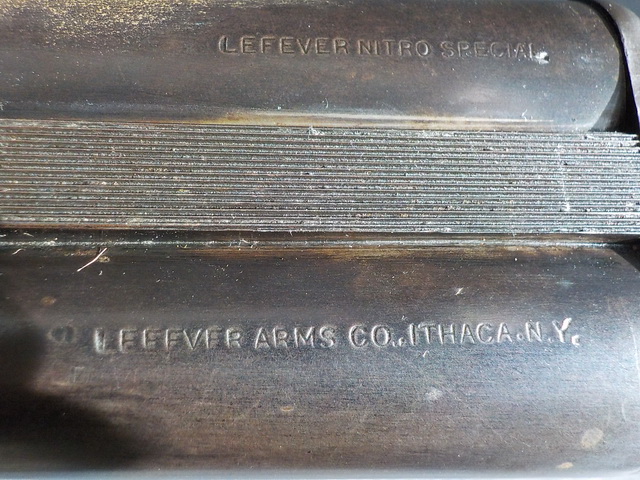 LEFEVER NITRO SPECIAL
LEFEVER ARMS CO., ITHACA. N.Y.